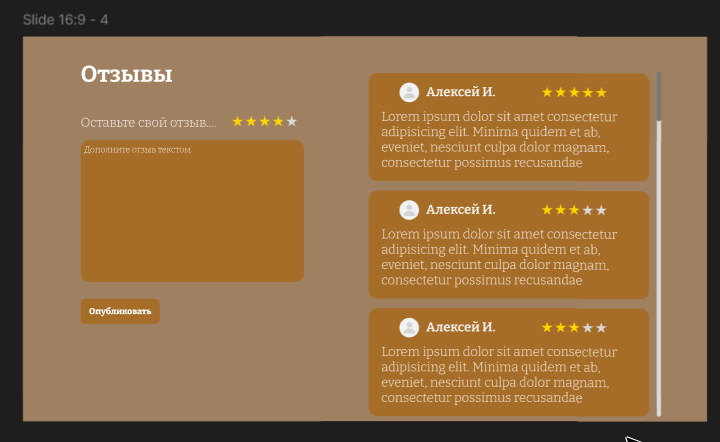 Slide 16:9 - 4
Отзывы
Оставьте свой отзыв....
Дополните отзыв текстом
Опубликовать
Алексей И.
Lorem ipsum dolor sit amet consectetur
adipisicing elit. Minima quidem et ab,
eveniet, nesciunt culpa dolor magnam,
consectetur possimus recusandae
Алексей И.
Lorem ipsum dolor sit amet consectetur
adipisicing elit. Minima quidem et ab,
eveniet, nesciunt culpa dolor magnam,
consectetur possimus recusandae
Алексей И.
Lorem ipsum dolor sit amet consectetur
adipisicing elit. Minima quidem et ab,
eveniet, nesciunt culpa dolor magnam,
consectetur possimus recusandae